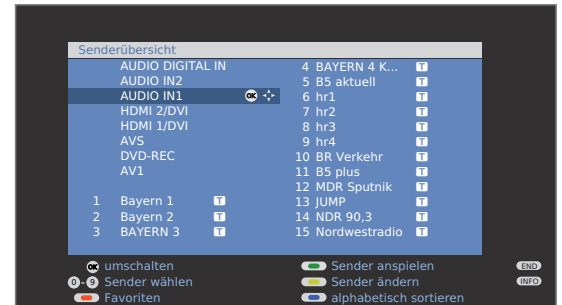 Senderübersicht
AUDIO DIGITAL IN
AUDIO IN2
AUDIO IN1 OK
HDMI 2/DVI
HDMI 1/DVI
AVS
DVD-REC
AV1
1 Bayern 1 T
2 Bayern 2 T
3 BAYERN 3 T
4 BAYERN 4 K... T
5 B5 aktuell T
6 hr1 T
7 hr2 T
8 hr3 T
9 hr4 T
10 BR Verkehr T
11 B5 plus T
12 MDR Sputnik T
13 JUMP T
14 NDR 90,3 T
15 Nordwestradio T
OK umschalten
0-9 Sender wählen
Favoriten
Sender anspielen END
Sender ändern INFO
alphabetisch sortieren